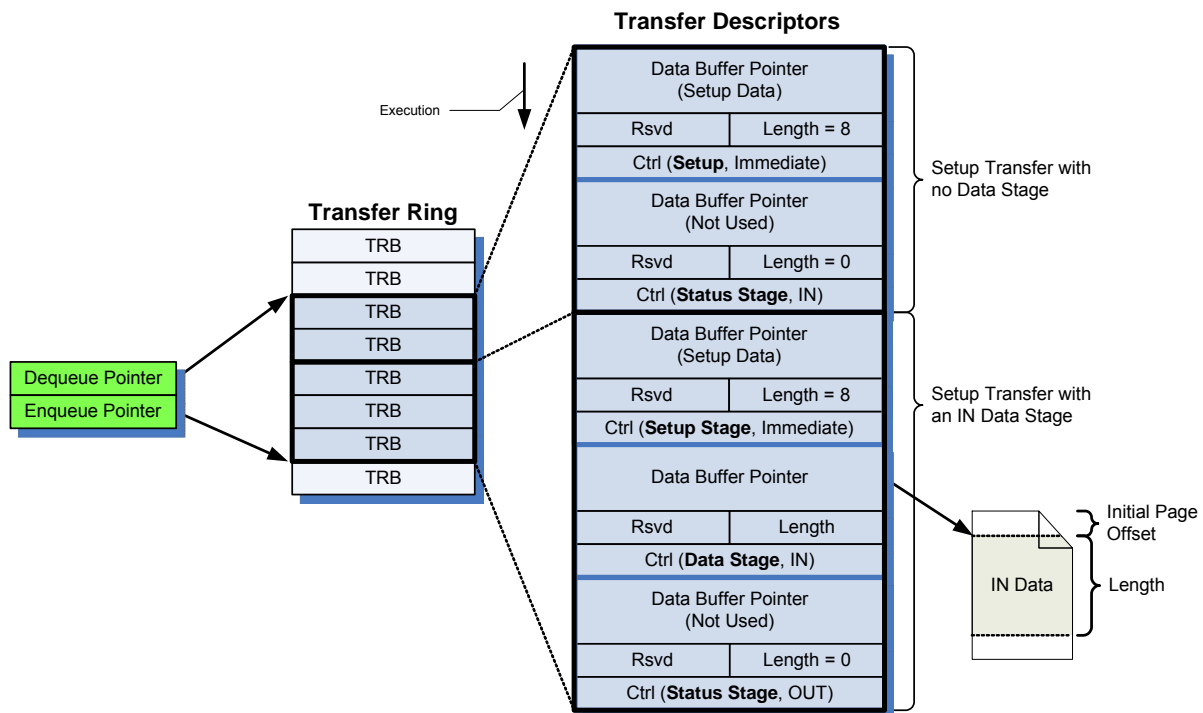 Transfer Descriptors
Execution
Transfer Ring
TRB
TRB
TRB
TRB
TRB
TRB
TRB
TRB
Dequeue Pointer
Enqueue Pointer
Data Buffer Pointer
(Setup Data)
Rsvd
Length = 8
Ctrl (Setup, Immediate)
Data Buffer Pointer
(Not Used)
Rsvd
Length = 0
Ctrl (Status Stage, IN)
Data Buffer Pointer
(Setup Data)
Rsvd
Length = 8
Ctrl (Setup Stage, Immediate)
Data Buffer Pointer
Rsvd
Length
Ctrl (Data Stage, IN)
Data Buffer Pointer
(Not Used)
Rsvd
Length = 0
Ctrl (Status Stage, OUT)
Setup Transfer with
no Data Stage
Setup Transfer with
an IN Data Stage
Initial Page
Offset
IN Data
Length